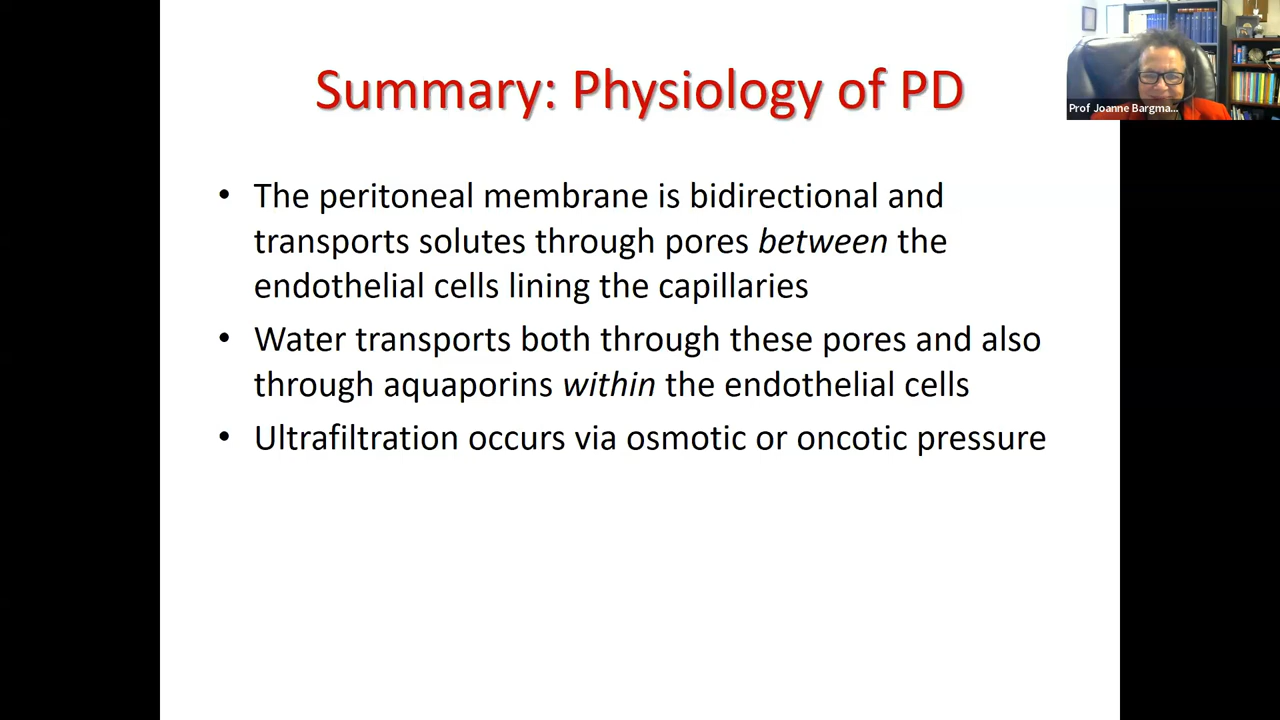 Summary: Physiology of PD
Prof Joanne Bargma...
• The peritoneal membrane is bidirectional and
transports solutes through pores between the
endothelial cells lining the capillaries
• Water transports both through these pores and also
through aquaporins within the endothelial cells
• Ultrafiltration occurs via osmotic or oncotic pressure